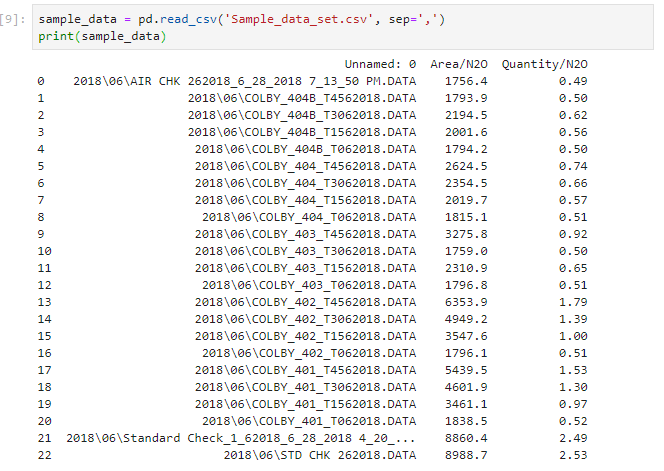 [9]: sample_data = pd.read_csv('Sample_data_set.csv', sep=',')
print(sample_data)
Unnamed: 0 Area/N2O Quantity/N2O
0 2018\06\AIR CHK 262018_6_28_2018 7_13_50 PM.DATA 1756.4 0.49
1 2018\06\COLBY_404B_T4562018.DATA 1793.9 0.50
2 2018\06\COLBY_404B_T3062018.DATA 2194.5 0.62
3 2018\06\COLBY_404B_T1562018.DATA 2001.6 0.56
4 2018\06\COLBY_404B_T062018.DATA 1794.2 0.50
5 2018\06\COLBY_404_T4562018.DATA 2624.5 0.74
6 2018\06\COLBY_404_T3062018.DATA 2354.5 0.66
7 2018\06\COLBY_404_T1562018.DATA 2019.7 0.57
8 2018\06\COLBY_404_T062018.DATA 1815.1 0.51
9 2018\06\COLBY_403_T4562018.DATA 3275.8 0.92
10 2018\06\COLBY_403_T3062018.DATA 1759.0 0.50
11 2018\06\COLBY_403_T1562018.DATA 2310.9 0.65
12 2018\06\COLBY_403_T062018.DATA 1796.8 0.51
13 2018\06\COLBY_402_T4562018.DATA 6353.9 1.79
14 2018\06\COLBY_402_T3062018.DATA 4949.2 1.39
15 2018\06\COLBY_402_T1562018.DATA 3547.6 1.00
16 2018\06\COLBY_402_T062018.DATA 1796.1 0.51
17 2018\06\COLBY_401_T4562018.DATA 5439.5 1.53
18 2018\06\COLBY_401_T3062018.DATA 4601.9 1.30
19 2018\06\COLBY_401_T1562018.DATA 3461.1 0.97
20 2018\06\COLBY_401_T062018.DATA 1838.5 0.52
21 2018\06\Standard Check_1_62018_6_28_2018 4_20_... 8860.4 2.49
22 2018\06\STD CHK 262018.DATA 8988.7 2.53